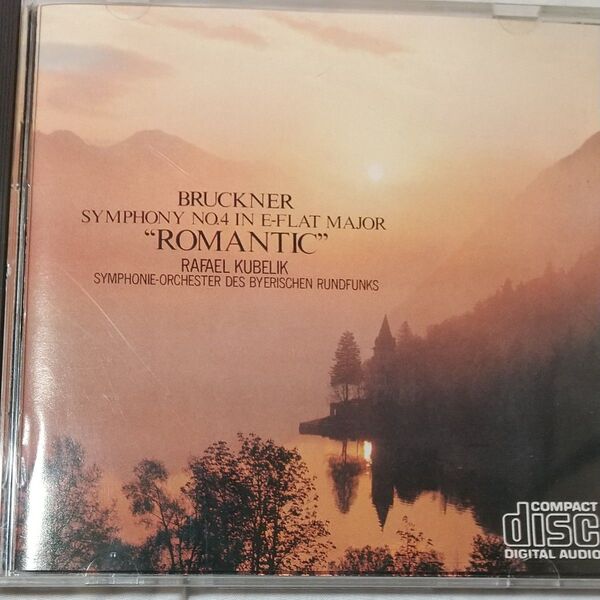 BRUCKNER
SYMPHONY NO.4 IN E-FLAT MAJOR
“ROMANTIC”
RAFAEL KUBELIK
SYMPHONIE-ORCHESTER DES BYERISCHEN RUNDFUNKS
COMPACT
disc
DIGITAL AUDIO